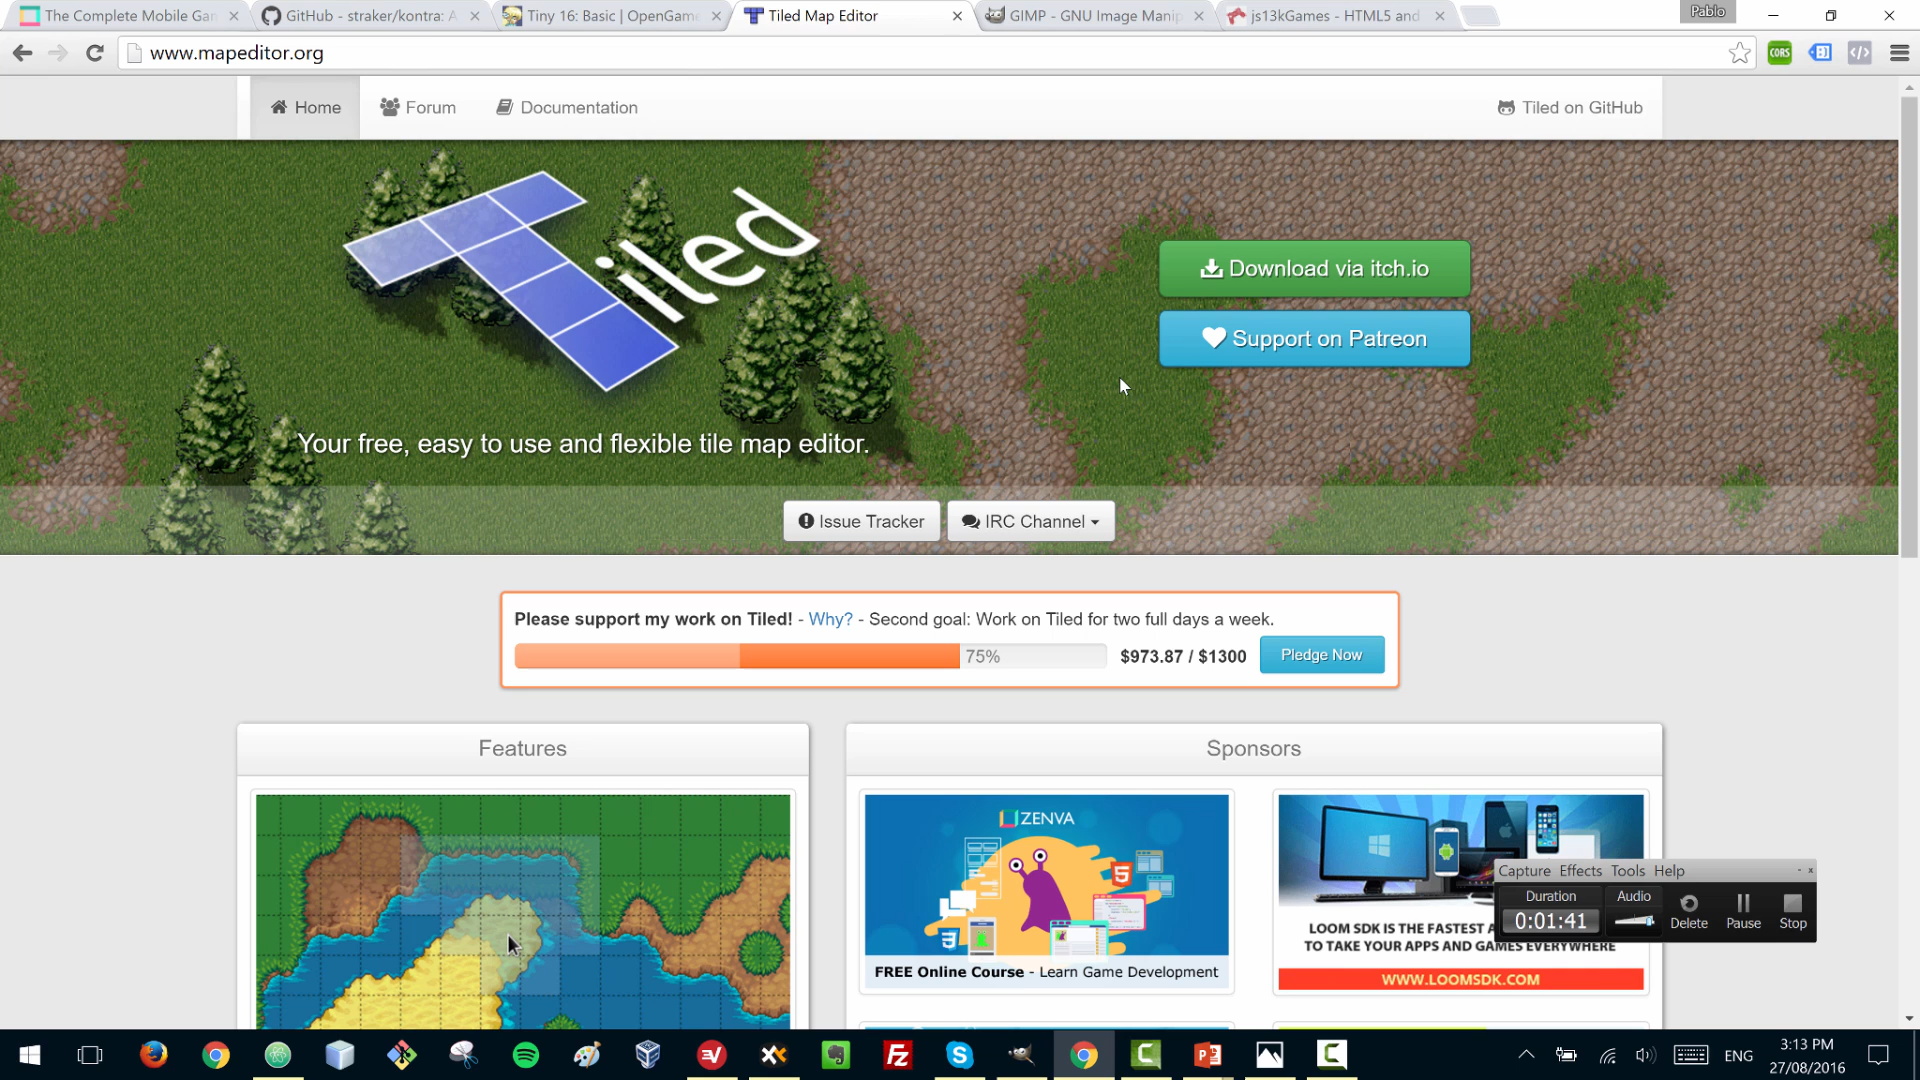 The Complete Mobile Gam
GitHub - straker/kontra: A
Tiny 16: Basic | OpenGame
Tiled Map Editor
GIMP - GNU Image Manip
js13kGames - HTML5 and
Pablo
www.mapeditor.org
CORS
Home
Forum
Documentation
Tiled on GitHub
Tiled
Download via itch.io
Support on Patreon
Your free, easy to use and flexible tile map editor.
Issue Tracker
IRC Channel
Please support my work on Tiled! - Why? - Second goal: Work on Tiled for two full days a week.
75%
$973.87 / $1300
Pledge Now
Features
Sponsors
ZENVA
FREE Online Course - Learn Game Development
LOOM SDK IS THE FASTEST
TO TAKE YOUR APPS AND GAMES EVERYWHERE
WWW.LOOMSDK.COM
Capture Effects Tools Help
Duration
Audio
0:01:41
Delete
Pause
Stop
ENG
3:13 PM
27/08/2016